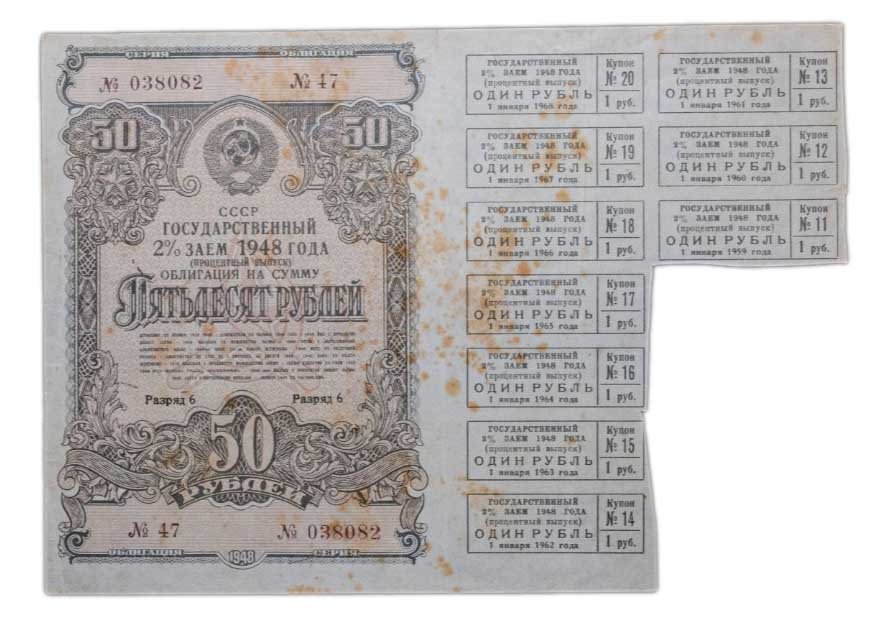 СЕРИЯ ОБЛИГАЦИЯ
№ 038082 № 47
50 50
СССР
ГОСУДАРСТВЕННЫЙ
2% ЗАЕМ 1948 ГОДА
(ПРОЦЕНТНЫЙ ВЫПУСК)
ОБЛИГАЦИЯ НА СУММУ
ПЯТЬДЕСЯТ РУБЛЕЙ
Разряд 6 Разряд 6
50
РУБЛЕЙ
№ 47 № 038082
ОБЛИГАЦИЯ 1948 СЕРИЯ
ГОСУДАРСТВЕННЫЙ
2% ЗАЕМ 1948 ГОДА
(процентный выпуск)
ОДИН РУБЛЬ
1 января 1968 года
Купон
№ 20
1 руб.
ГОСУДАРСТВЕННЫЙ
2% ЗАЕМ 1948 ГОДА
(процентный выпуск)
ОДИН РУБЛЬ
1 января 1961 года
Купон
№ 13
1 руб.
ГОСУДАРСТВЕННЫЙ
2% ЗАЕМ 1948 ГОДА
(процентный выпуск)
ОДИН РУБЛЬ
1 января 1967 года
Купон
№ 19
1 руб.
ГОСУДАРСТВЕННЫЙ
2% ЗАЕМ 1948 ГОДА
(процентный выпуск)
ОДИН РУБЛЬ
1 января 1960 года
Купон
№ 12
1 руб.
ГОСУДАРСТВЕННЫЙ
2% ЗАЕМ 1948 ГОДА
(процентный выпуск)
ОДИН РУБЛЬ
1 января 1966 года
Купон
№ 18
1 руб.
ГОСУДАРСТВЕННЫЙ
2% ЗАЕМ 1948 ГОДА
(процентный выпуск)
ОДИН РУБЛЬ
1 января 1959 года
Купон
№ 11
1 руб.
ГОСУДАРСТВЕННЫЙ
2% ЗАЕМ 1948 ГОДА
(процентный выпуск)
ОДИН РУБЛЬ
1 января 1965 года
Купон
№ 17
1 руб.
ГОСУДАРСТВЕННЫЙ
2% ЗАЕМ 1948 ГОДА
(процентный выпуск)
ОДИН РУБЛЬ
1 января 1964 года
Купон
№ 16
1 руб.
ГОСУДАРСТВЕННЫЙ
2% ЗАЕМ 1948 ГОДА
(процентный выпуск)
ОДИН РУБЛЬ
1 января 1963 года
Купон
№ 15
1 руб.
ГОСУДАРСТВЕННЫЙ
2% ЗАЕМ 1948 ГОДА
(процентный выпуск)
ОДИН РУБЛЬ
1 января 1962 года
Купон
№ 14
1 руб.